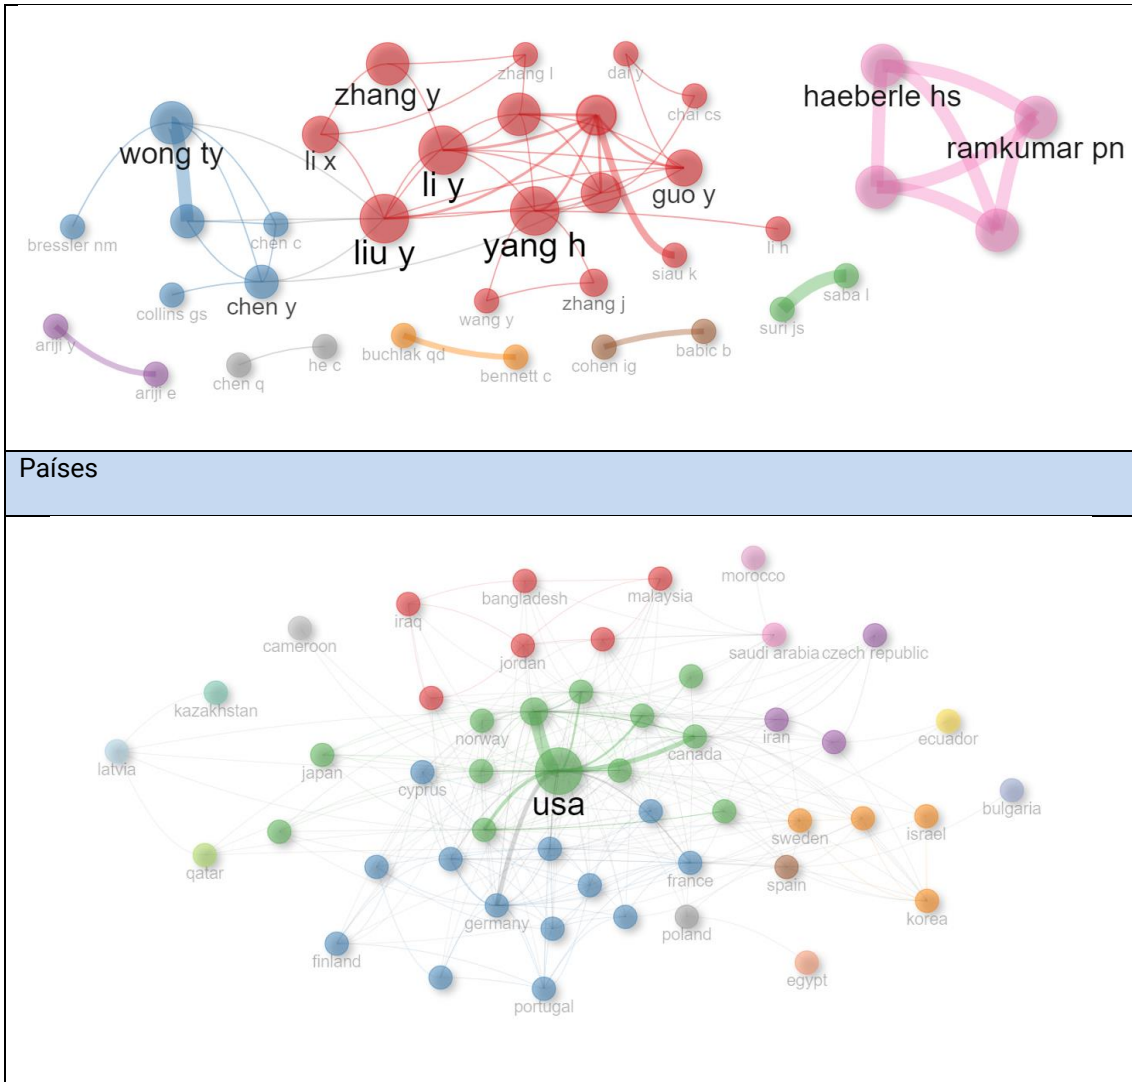 zhang l
dai y
zhang y
haeberle hs
chai cs
wong ty
ramkumar pn
li x
li y
guo y
bressler nm
chen c
liu y
yang h
li h
siau k
saba l
collins gs
chen y
zhang j
wang y
suri js
ariji y
buchlak qd
babic b
chen q
he c
cohen ig
bennett c
ariji e
Países
morocco
bangladesh
malaysia
iraq
cameroon
jordan
saudi arabia
czech republic
kazakhstan
norway
iran
ecuador
canada
latvia
japan
cyprus
usa
bulgaria
sweden
israel
qatar
france
spain
korea
germany
poland
finland
egypt
portugal